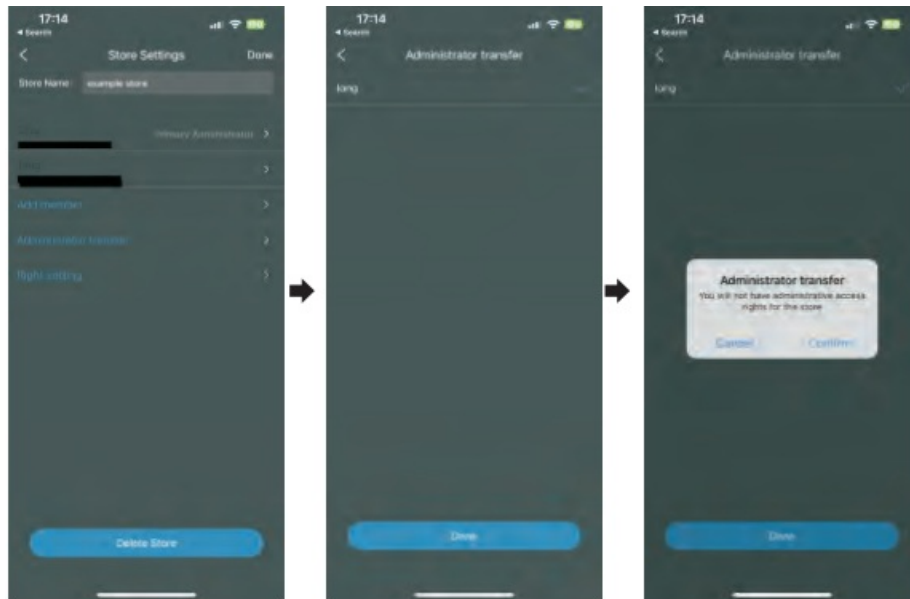 17:14
Search
Store Settings
Done
Store Name: example store
Primary Administrator
Add member
Administrator transfer
Right setting
Delete Store
17:14
Search
Administrator transfer
long
Done
17:14
Search
Administrator transfer
long
Administrator transfer
You will not have administrative access
rights for the store
Cancel
Confirm
Done